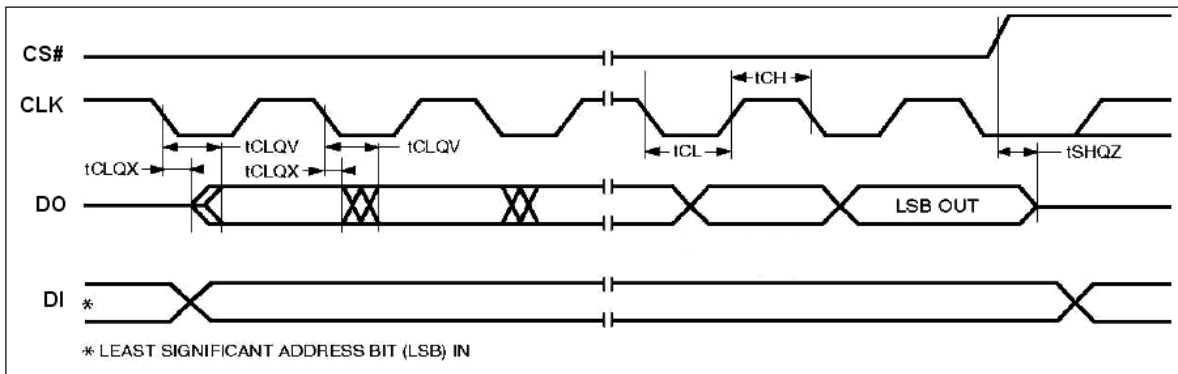 CS#
tCH
CLK
tCLQV
tCLQV
tCL
tSHQZ
tCLQX
tCLQX
DO
LSB OUT
DI
*
* LEAST SIGNIFICANT ADDRESS BIT (LSB) IN